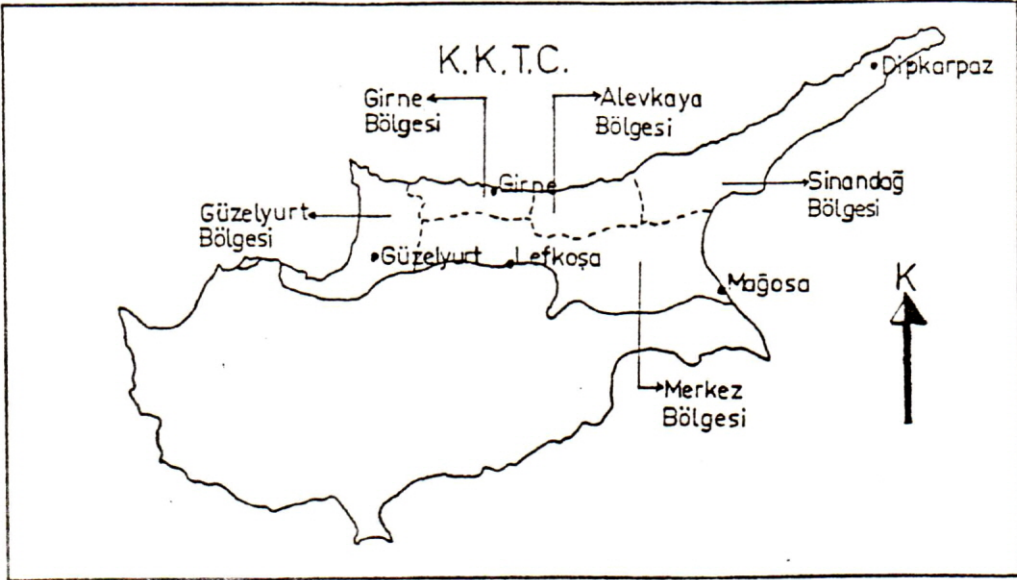 K.K.T.C.
Dipkarpaz
Girne
Bölgesi
Alevkaya
Bölgesi
Girne
Sinandağ
Bölgesi
Güzelyurt
Bölgesi
Güzelyurt
Lefkoşa
Mağosa
K
Merkez
Bölgesi